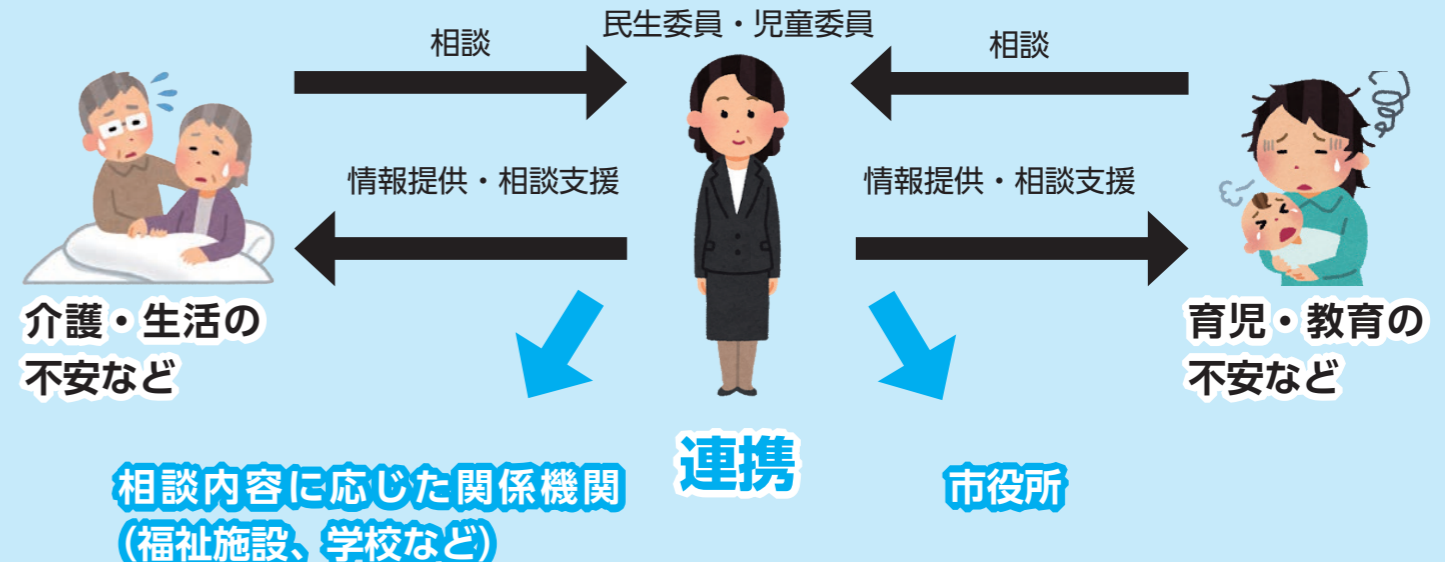 民生委員・児童委員
相談
相談
情報提供・相談支援
情報提供・相談支援
介護・生活の
不安など
育児・教育の
不安など
連携
相談内容に応じた関係機関
(福祉施設、学校など)
市役所